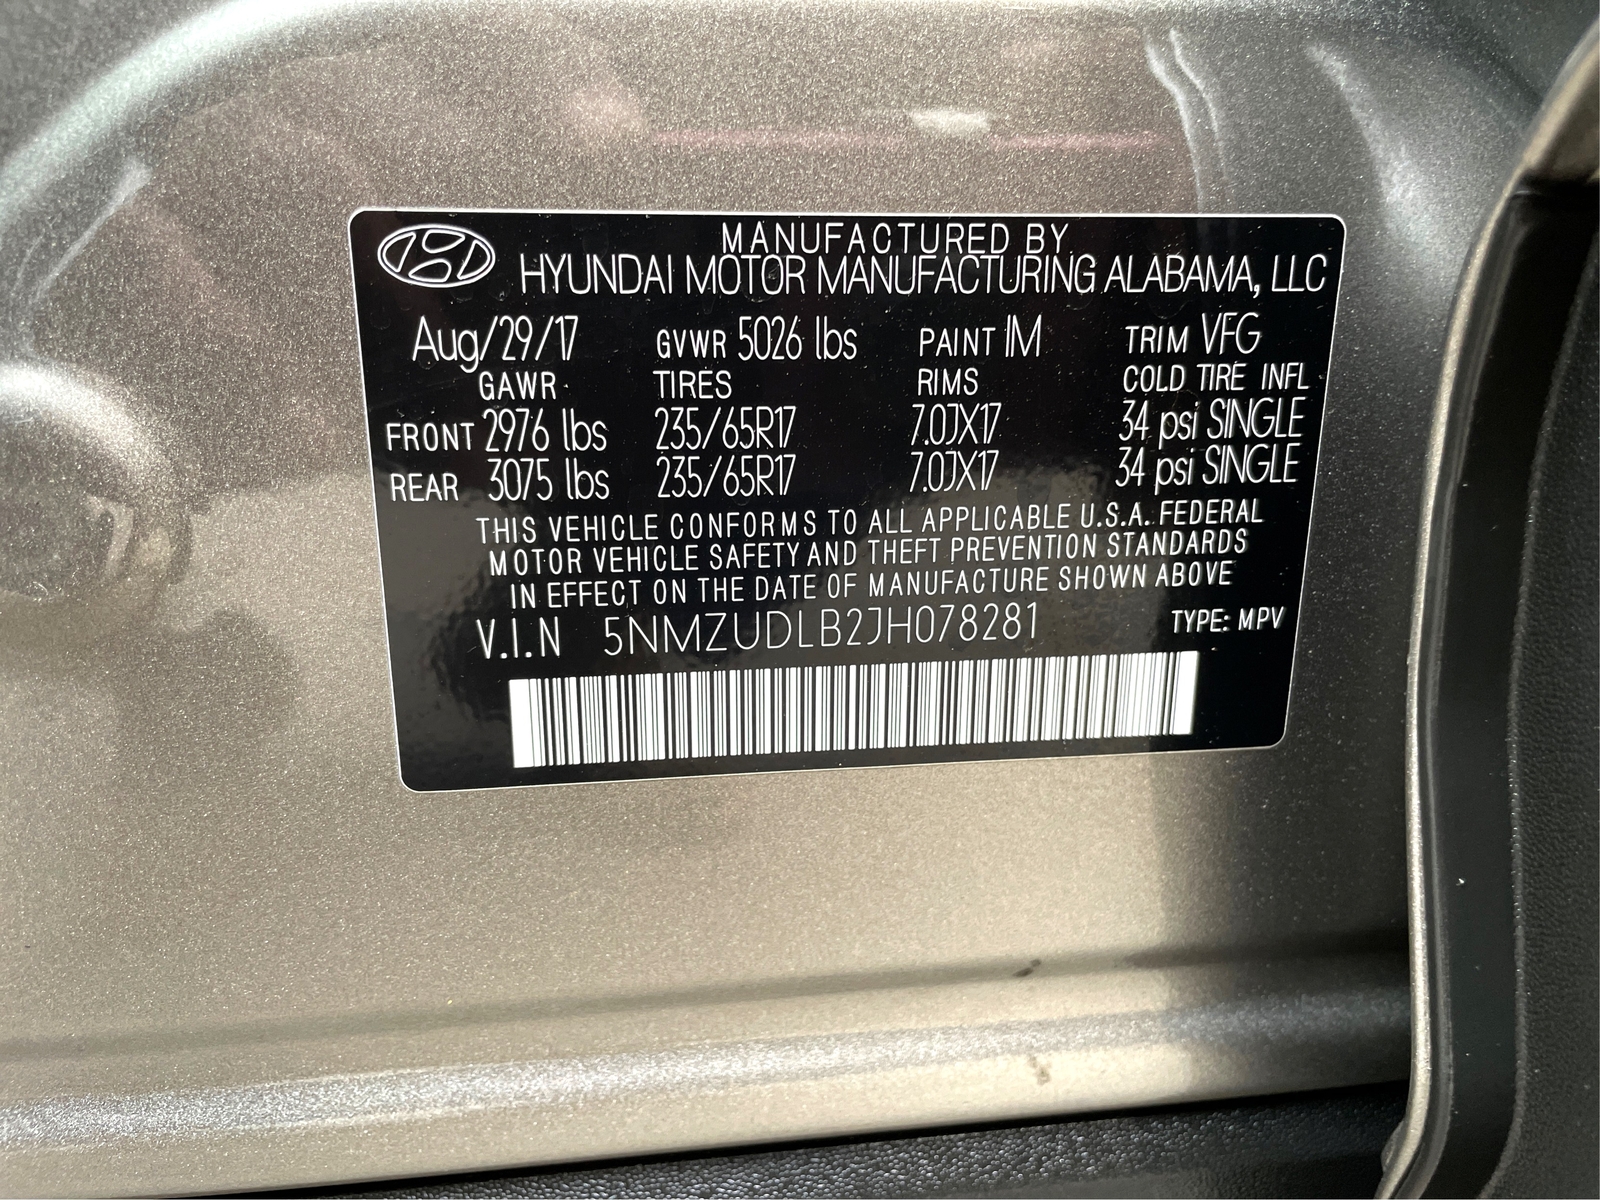 MANUFACTURED BY
HYUNDAI MOTOR MANUFACTURING ALABAMA, LLC
Aug/29/17 GVWR 5026 lbs PAINT IM TRIM VFG
GAWR TIRES RIMS COLD TIRE INFL
FRONT 2976 lbs 235/65R17 7.0JX17 34 psi SINGLE
REAR 3075 lbs 235/65R17 7.0JX17 34 psi SINGLE
THIS VEHICLE CONFORMS TO ALL APPLICABLE U.S.A. FEDERAL
MOTOR VEHICLE SAFETY AND THEFT PREVENTION STANDARDS
IN EFFECT ON THE DATE OF MANUFACTURE SHOWN ABOVE
V.I.N 5NMZUDLB2JH078281 TYPE: MPV